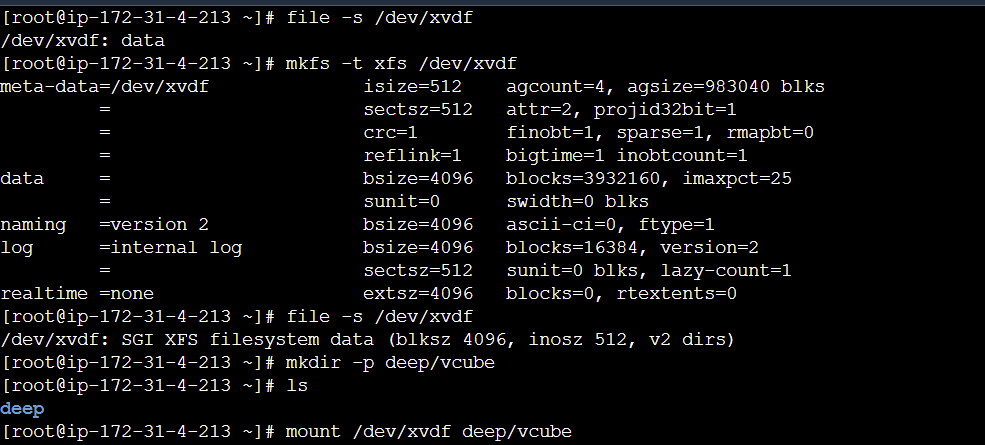 [root@ip-172-31-4-213 ~]# file -s /dev/xvdf
/dev/xvdf: data
[root@ip-172-31-4-213 ~]# mkfs -t xfs /dev/xvdf
meta-data=/dev/xvdf              isize=512    agcount=4, agsize=983040 blks
         =                       sectsz=512   attr=2, projid32bit=1
         =                       crc=1        finobt=1, sparse=1, rmapbt=0
         =                       reflink=1    bigtime=1 inobtcount=1
data     =                       bsize=4096   blocks=3932160, imaxpct=25
         =                       sunit=0      swidth=0 blks
naming   =version 2              bsize=4096   ascii-ci=0, ftype=1
log      =internal log           bsize=4096   blocks=16384, version=2
         =                       sectsz=512   sunit=0 blks, lazy-count=1
realtime =none                   extsz=4096   blocks=0, rtextents=0
[root@ip-172-31-4-213 ~]# file -s /dev/xvdf
/dev/xvdf: SGI XFS filesystem data (blksz 4096, inosz 512, v2 dirs)
[root@ip-172-31-4-213 ~]# mkdir -p deep/vcube
[root@ip-172-31-4-213 ~]# ls
deep
[root@ip-172-31-4-213 ~]# mount /dev/xvdf deep/vcube